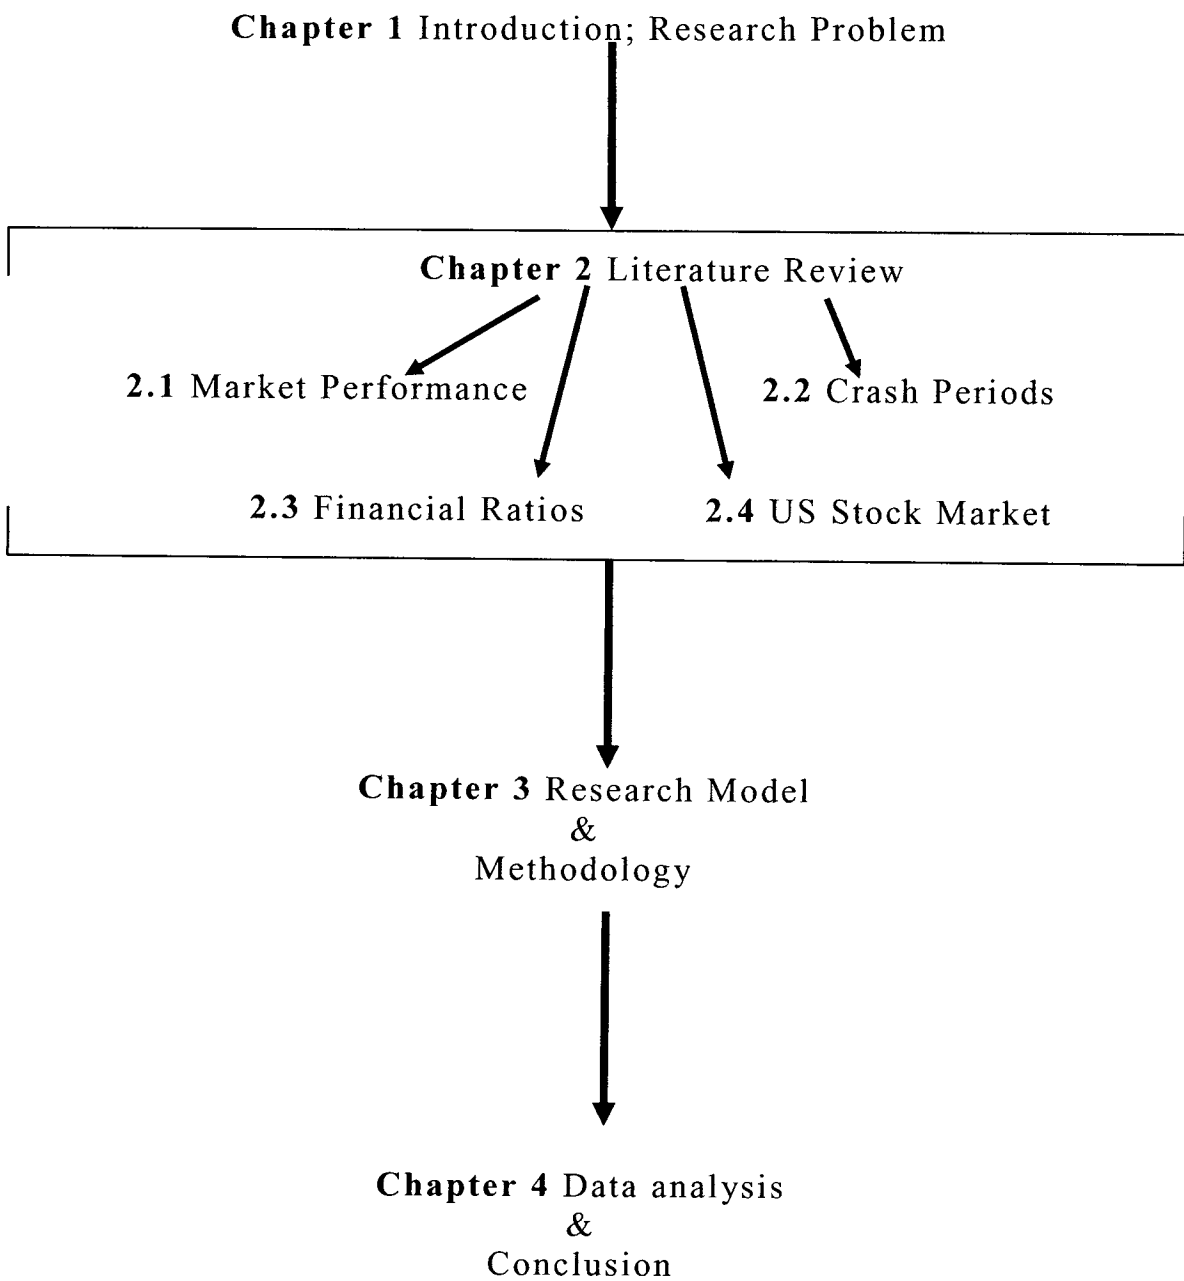 Chapter 1 Introduction; Research Problem
Chapter 2 Literature Review
2.1 Market Performance
2.2 Crash Periods
2.3 Financial Ratios
2.4 US Stock Market
Chapter 3 Research Model
&
Methodology
Chapter 4 Data analysis
&
Conclusion